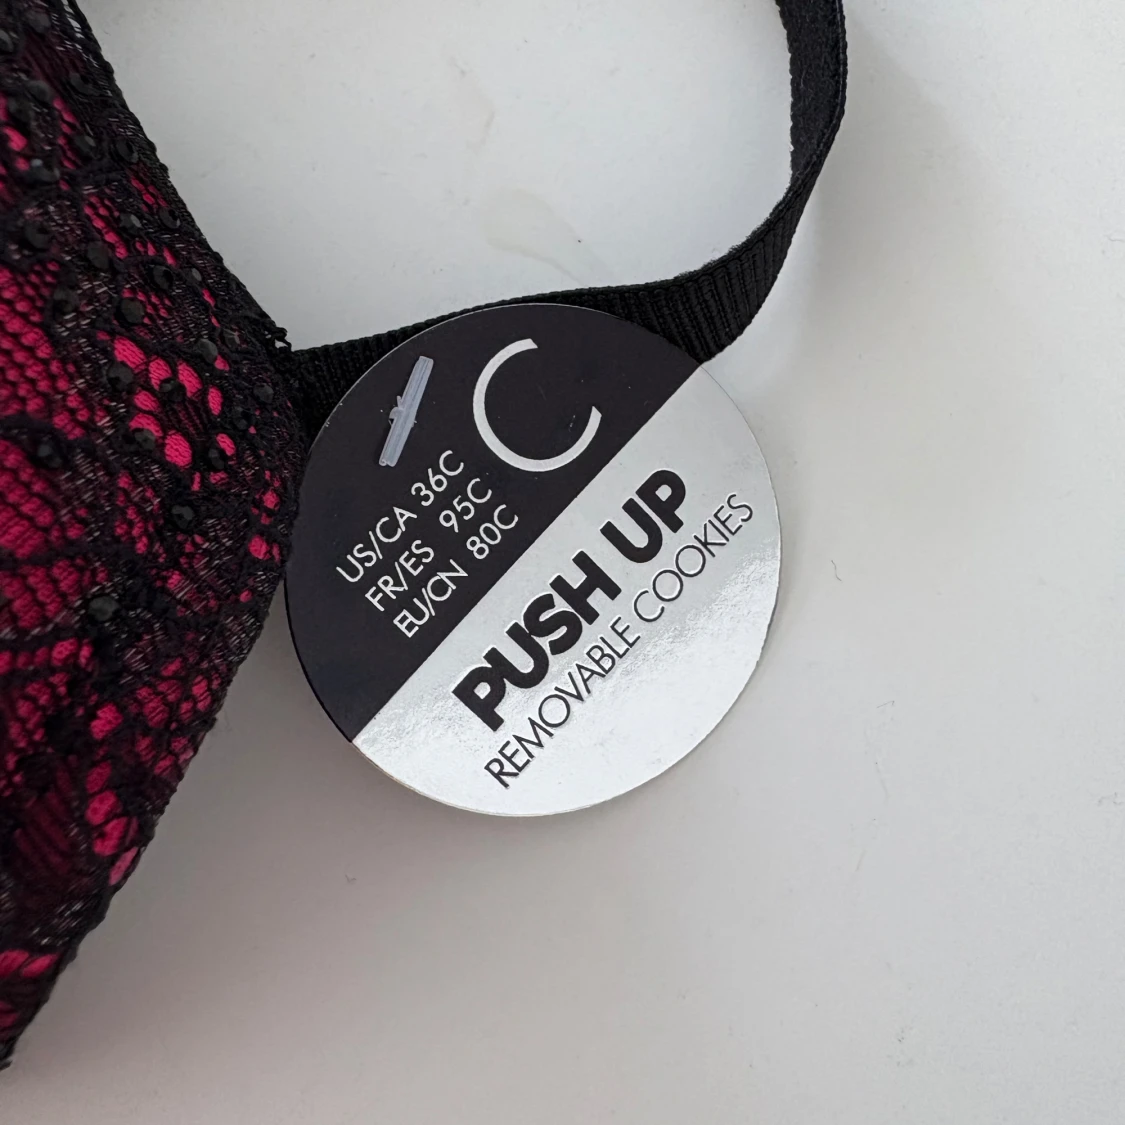 C
US/CA 36C
FR/ES 95C
EU/CN 80C
PUSH UP
REMOVABLE COOKIES